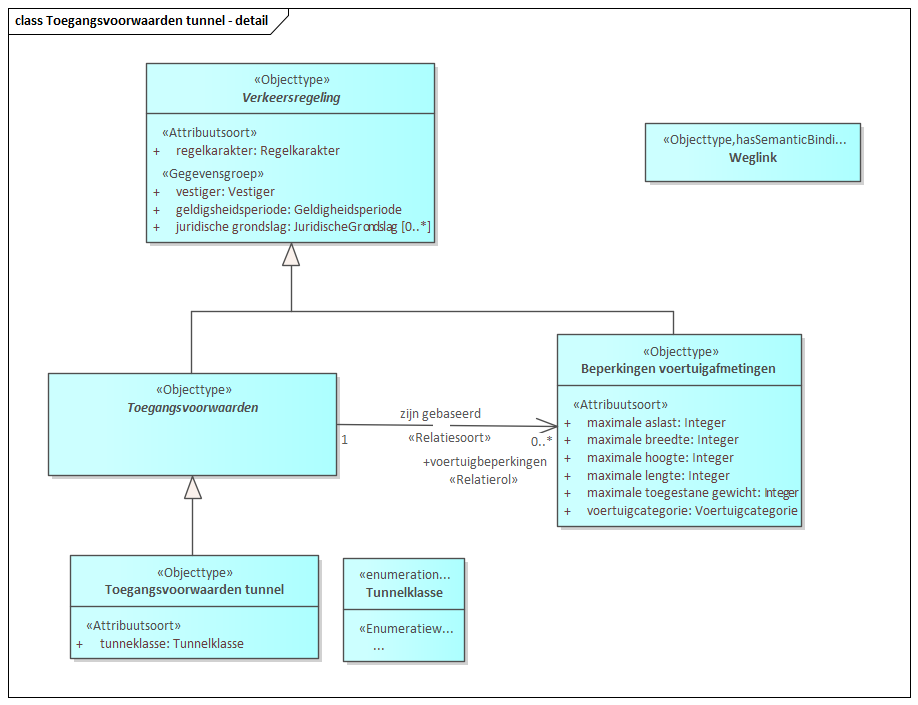 class Toegangsvoorwaarden tunnel - detail
«Objecttype»
Verkeersregeling
«Attribuutsoort»
+ regelkarakter: Regelkarakter
«Gegevensgroep»
+ vestiger: Vestiger
+ geldigsheidsperiode: Geldigheidsperiode
+ juridische grondslag: JuridischeGrondslag [0..*]
«Objecttype,hasSemanticBindi...
Weglink
«Objecttype»
Toegangsvoorwaarden
zijn gebaseerd
1
«Relatiesoort»
0..*
+voertuigbeperkingen
«Relatierol»
«Objecttype»
Beperkingen voertuigafmetingen
«Attribuutsoort»
+ maximale aslast: Integer
+ maximale breedte: Integer
+ maximale hoogte: Integer
+ maximale lengte: Integer
+ maximale toegestane gewicht: Integer
+ voertuigcategorie: Voertuigcategorie
«Objecttype»
Toegangsvoorwaarden tunnel
«Attribuutsoort»
+ tunneklasse: Tunnelklasse
«enumeration...
Tunnelklasse
«Enumeratiew...
...